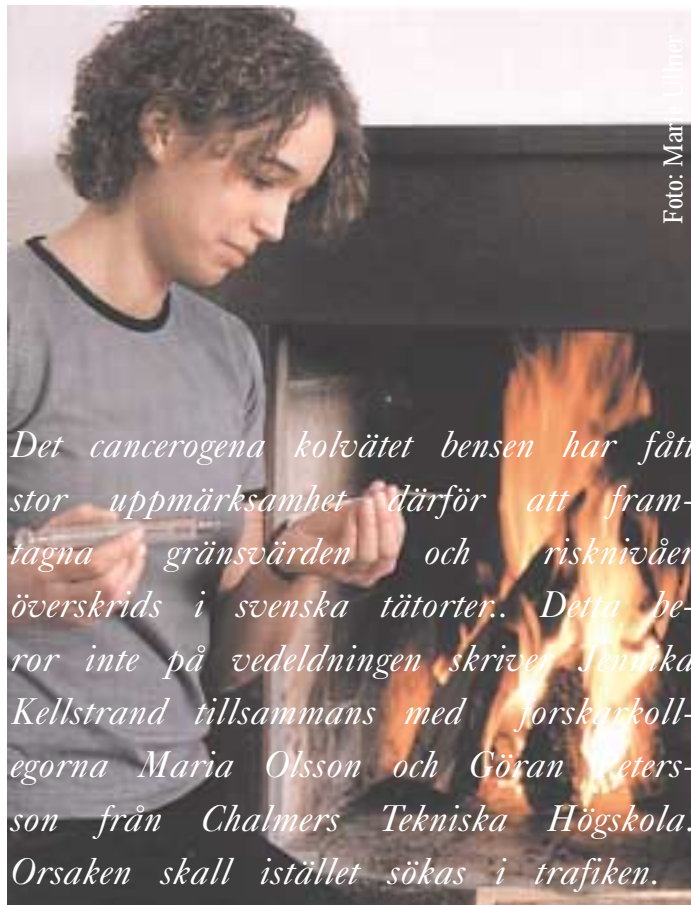 Foto:
Det cancerogena kolvätet bensen har fått
stor uppmärksamhet därför att fram-
tagna gränsvärden och risknivåer
överskrids i svenska tätorter.. Detta be-
ror inte på vedeldningen skriver Jennika
Kellstrand tillsammans med forskarkoll-
egorna Maria Olsson och Göran Peters-
son från Chalmers Tekniska Högskola.
Orsaken skall istället sökas i trafiken.